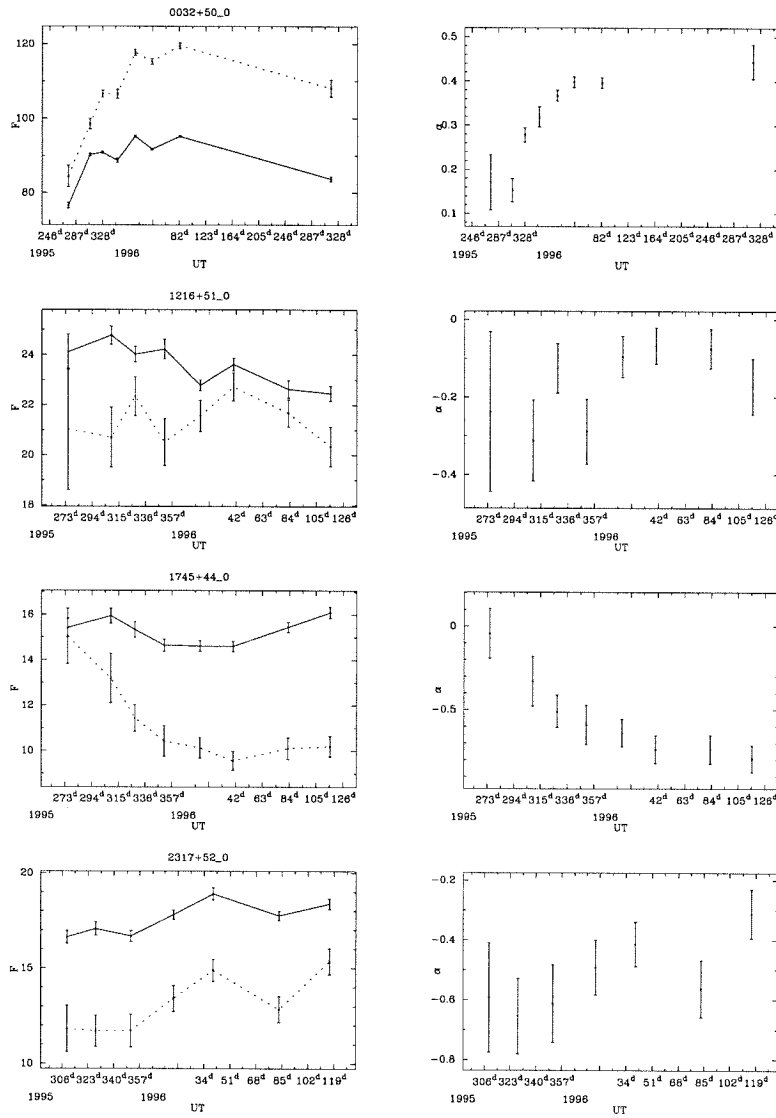 0032+50_0
120
100
80
F
246ᵈ 287ᵈ 328ᵈ 82ᵈ 123ᵈ 164ᵈ 205ᵈ 246ᵈ 287ᵈ 328ᵈ
1995 1996
UT
0.5
0.4
0.3
0.2
0.1
α
246ᵈ 287ᵈ 328ᵈ 82ᵈ 123ᵈ 164ᵈ 205ᵈ 246ᵈ 287ᵈ 328ᵈ
1995 1996
UT
1216+51_0
24
22
20
18
F
273ᵈ 294ᵈ 315ᵈ 336ᵈ 357ᵈ 42ᵈ 63ᵈ 84ᵈ 105ᵈ 126ᵈ
1995 1996
UT
0
−0.2
−0.4
α
273ᵈ 294ᵈ 315ᵈ 336ᵈ 357ᵈ 42ᵈ 63ᵈ 84ᵈ 105ᵈ 126ᵈ
1995 1996
UT
1745+44_0
16
14
12
10
F
273ᵈ 294ᵈ 315ᵈ 336ᵈ 357ᵈ 42ᵈ 63ᵈ 84ᵈ 105ᵈ 126ᵈ
1995 1996
UT
0
−0.5
α
273ᵈ 294ᵈ 315ᵈ 336ᵈ 357ᵈ 42ᵈ 63ᵈ 84ᵈ 105ᵈ 126ᵈ
1995 1996
UT
2317+52_0
20
15
10
F
306ᵈ 323ᵈ 340ᵈ 357ᵈ 34ᵈ 51ᵈ 68ᵈ 85ᵈ 102ᵈ 119ᵈ
1995 1996
UT
−0.2
−0.4
−0.6
−0.8
α
306ᵈ 323ᵈ 340ᵈ 357ᵈ 34ᵈ 51ᵈ 68ᵈ 85ᵈ 102ᵈ 119ᵈ
1995 1996
UT